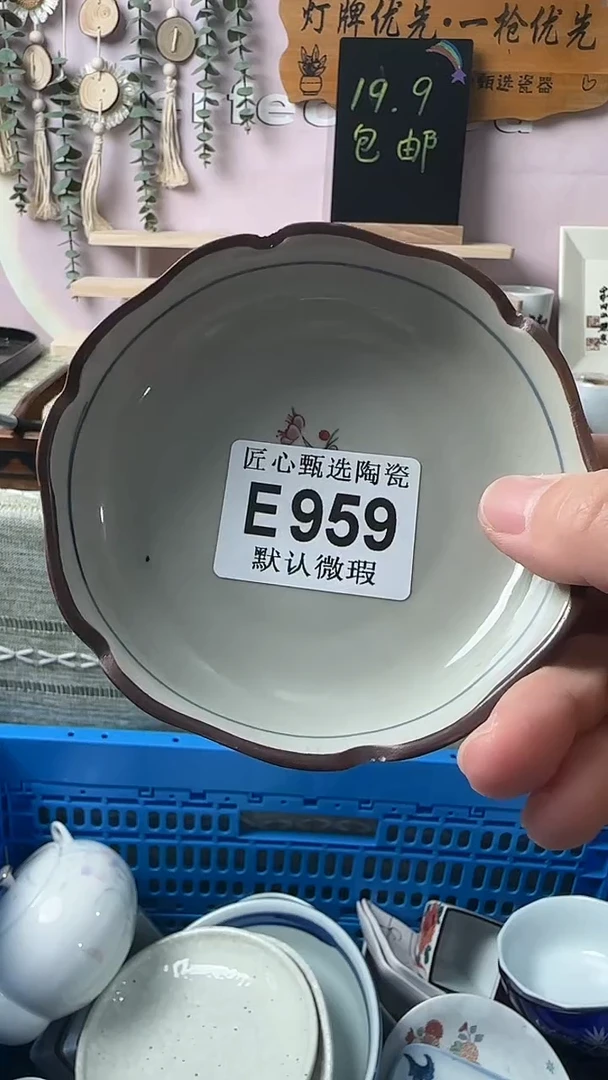 灯牌优先·一枪优先
甄选瓷器
19.9
包邮
匠心甄选陶瓷
E959
默认微瑕